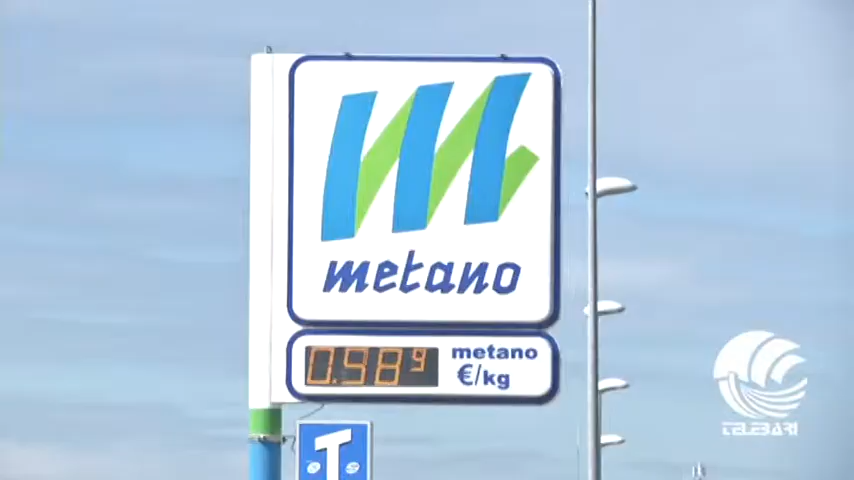 metano
0.58⁹ metano
€/kg
T
TELEBARI